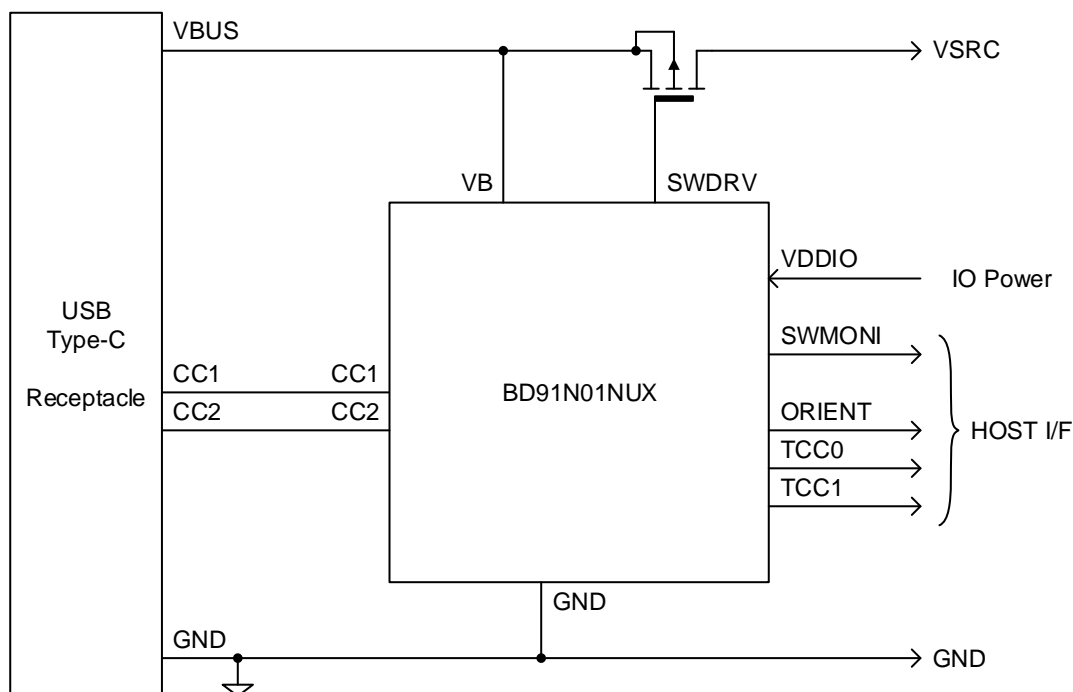 VBUS
VSRC
VB
SWDRV
VDDIO
IO Power
USB
Type-C
Receptacle
SWMONI
CC1
CC1
CC2
CC2
BD91N01NUX
ORIENT
TCC0
TCC1
HOST I/F
GND
GND
GND